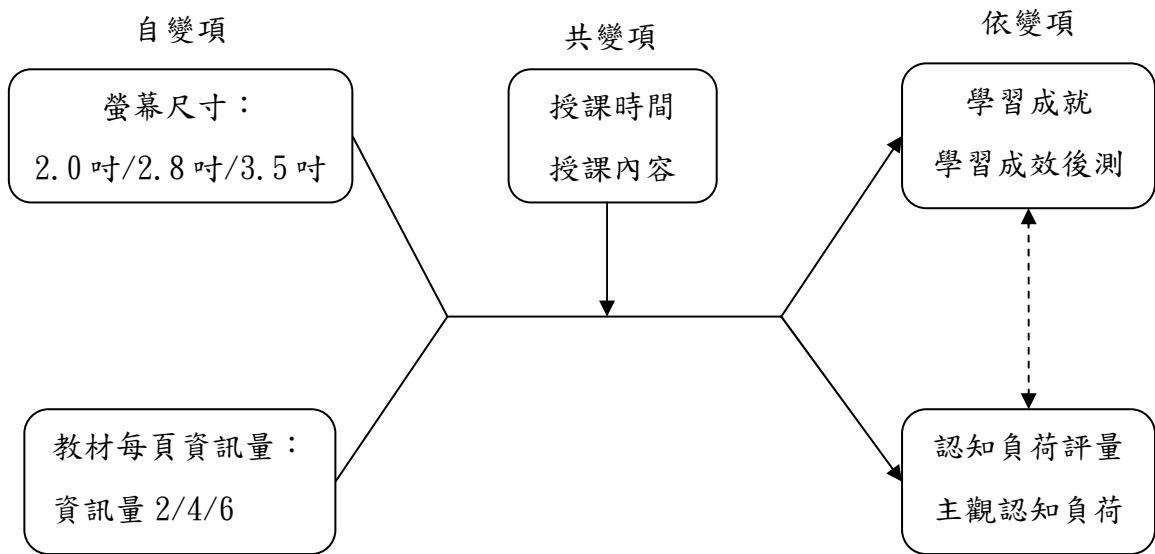 自變項
共變項
依變項
螢幕尺寸：
2.0吋/2.8吋/3.5吋
授課時間
授課內容
學習成就
學習成效後測
教材每頁資訊量：
資訊量 2/4/6
認知負荷評量
主觀認知負荷